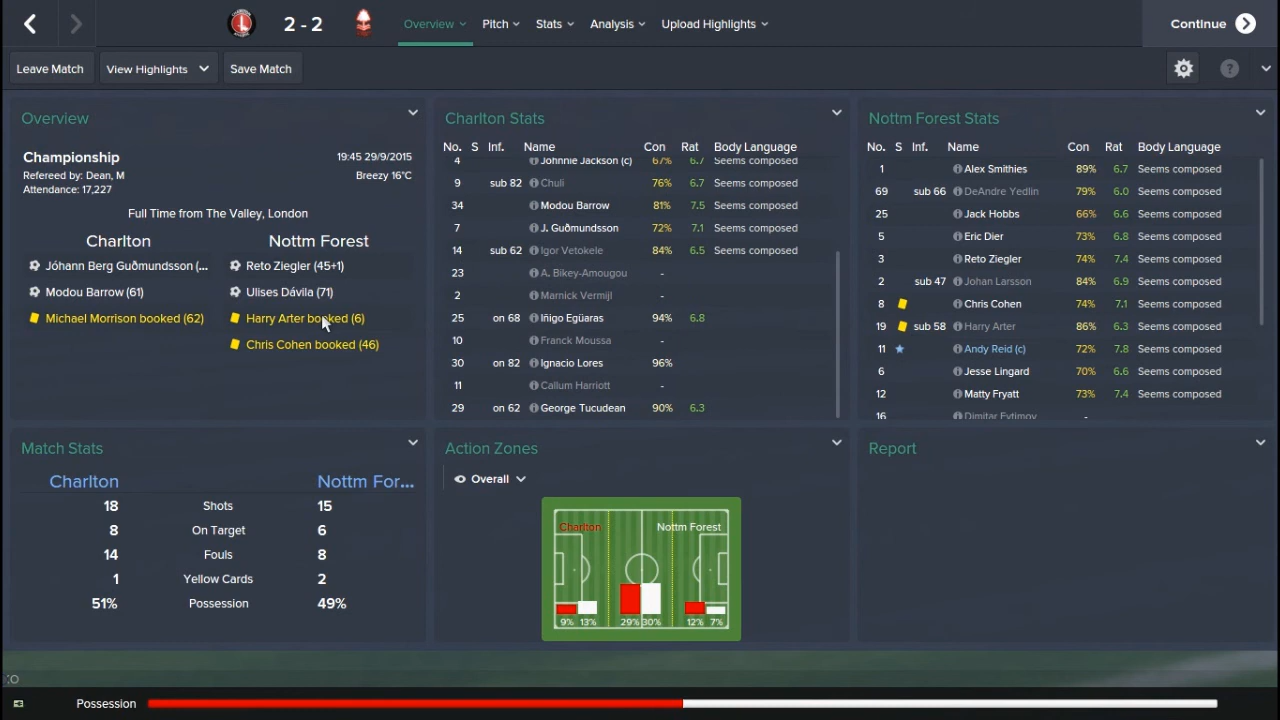 2 - 2
Overview
Pitch
Stats
Analysis
Upload Highlights
Continue
Leave Match
View Highlights
Save Match
?
Overview
Championship 19:45 29/9/2015
Refereed by: Dean, M Breezy 16°C
Attendance: 17,227
Full Time from The Valley, London
Charlton Nottm Forest
Jóhann Berg Guðmundsson (... Reto Ziegler (45+1)
Modou Barrow (61) Ulises Dávila (71)
Michael Morrison booked (62) Harry Arter booked (6)
Chris Cohen booked (46)
Charlton Stats
No. S Inf. Name Con Rat Body Language
4 Johnnie Jackson (c) 67% 6.7 Seems composed
9 sub 82 Chuli 76% 6.7 Seems composed
34 Modou Barrow 81% 7.5 Seems composed
7 J. Guðmundsson 72% 7.1 Seems composed
14 sub 62 Igor Vetokele 84% 6.5 Seems composed
23 A. Bikey-Amougou -
2 Marnick Vermijl -
25 on 68 Iñigo Egüaras 94% 6.8
10 Franck Moussa -
30 on 82 Ignacio Lores 96%
11 Callum Harriott -
29 on 62 George Tucudean 90% 6.3
Nottm Forest Stats
No. S Inf. Name Con Rat Body Language
1 Alex Smithies 89% 6.7 Seems composed
69 sub 66 DeAndre Yedlin 79% 6.0 Seems composed
25 Jack Hobbs 66% 6.6 Seems composed
5 Eric Dier 73% 6.8 Seems composed
3 Reto Ziegler 74% 7.4 Seems composed
2 sub 47 Johan Larsson 84% 6.9 Seems composed
8 Chris Cohen 74% 7.1 Seems composed
19 sub 58 Harry Arter 86% 6.3 Seems composed
11 Andy Reid (c) 72% 7.8 Seems composed
6 Jesse Lingard 70% 6.6 Seems composed
12 Matty Fryatt 73% 7.4 Seems composed
16 Dimitar Evtimov -
Match Stats
Charlton Nottm For...
18 Shots 15
8 On Target 6
14 Fouls 8
1 Yellow Cards 2
51% Possession 49%
Action Zones
Overall
Charlton Nottm Forest
9% 13% 29% 30% 12% 7%
Report
Possession